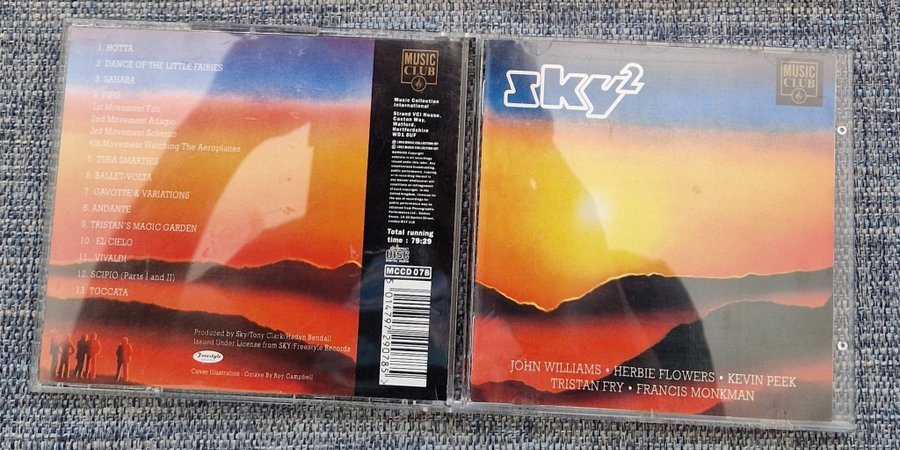 1. HOTTA
2. DANCE OF THE LITTLE FAIRIES
3. SAHARA
4. FIFO
1st Movement Fifo
2nd Movement Adagio
3rd Movement Scherzo
4th Movement Watching The Aeroplanes
5. TUBA SMARTIES
6. BALLET-VOLTA
7. GAVOTTE & VARIATIONS
8. ANDANTE
9. TRISTAN'S MAGIC GARDEN
10. EL CIELO
11. VIVALDI
12. SCIPIO (Parts I and II)
13. TOCCATA
Produced by Sky/Tony Clark/Haydn Bendall
Issued Under License from SKY/Freestyle Records
Freestyle
Cover Illustration Octave By Roy Campbell
MUSIC
CLUB
Music Collection
International
Strand VCI House,
Caxton Way,
Watford,
Hertfordshire
WD1 8UF
Total running
time : 79:29
MCCD 078
5 014797 290785
sky2
MUSIC
CLUB
JOHN WILLIAMS • HERBIE FLOWERS • KEVIN PEEK
TRISTAN FRY • FRANCIS MONKMAN